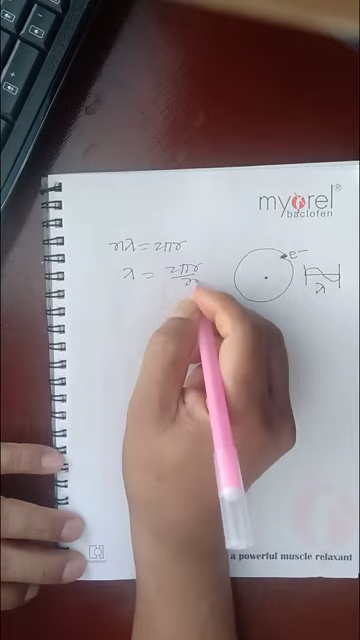 myorel®
baclofen
nλ = 2πr
e-
λ = 2πr/n
λ
a powerful muscle relaxant